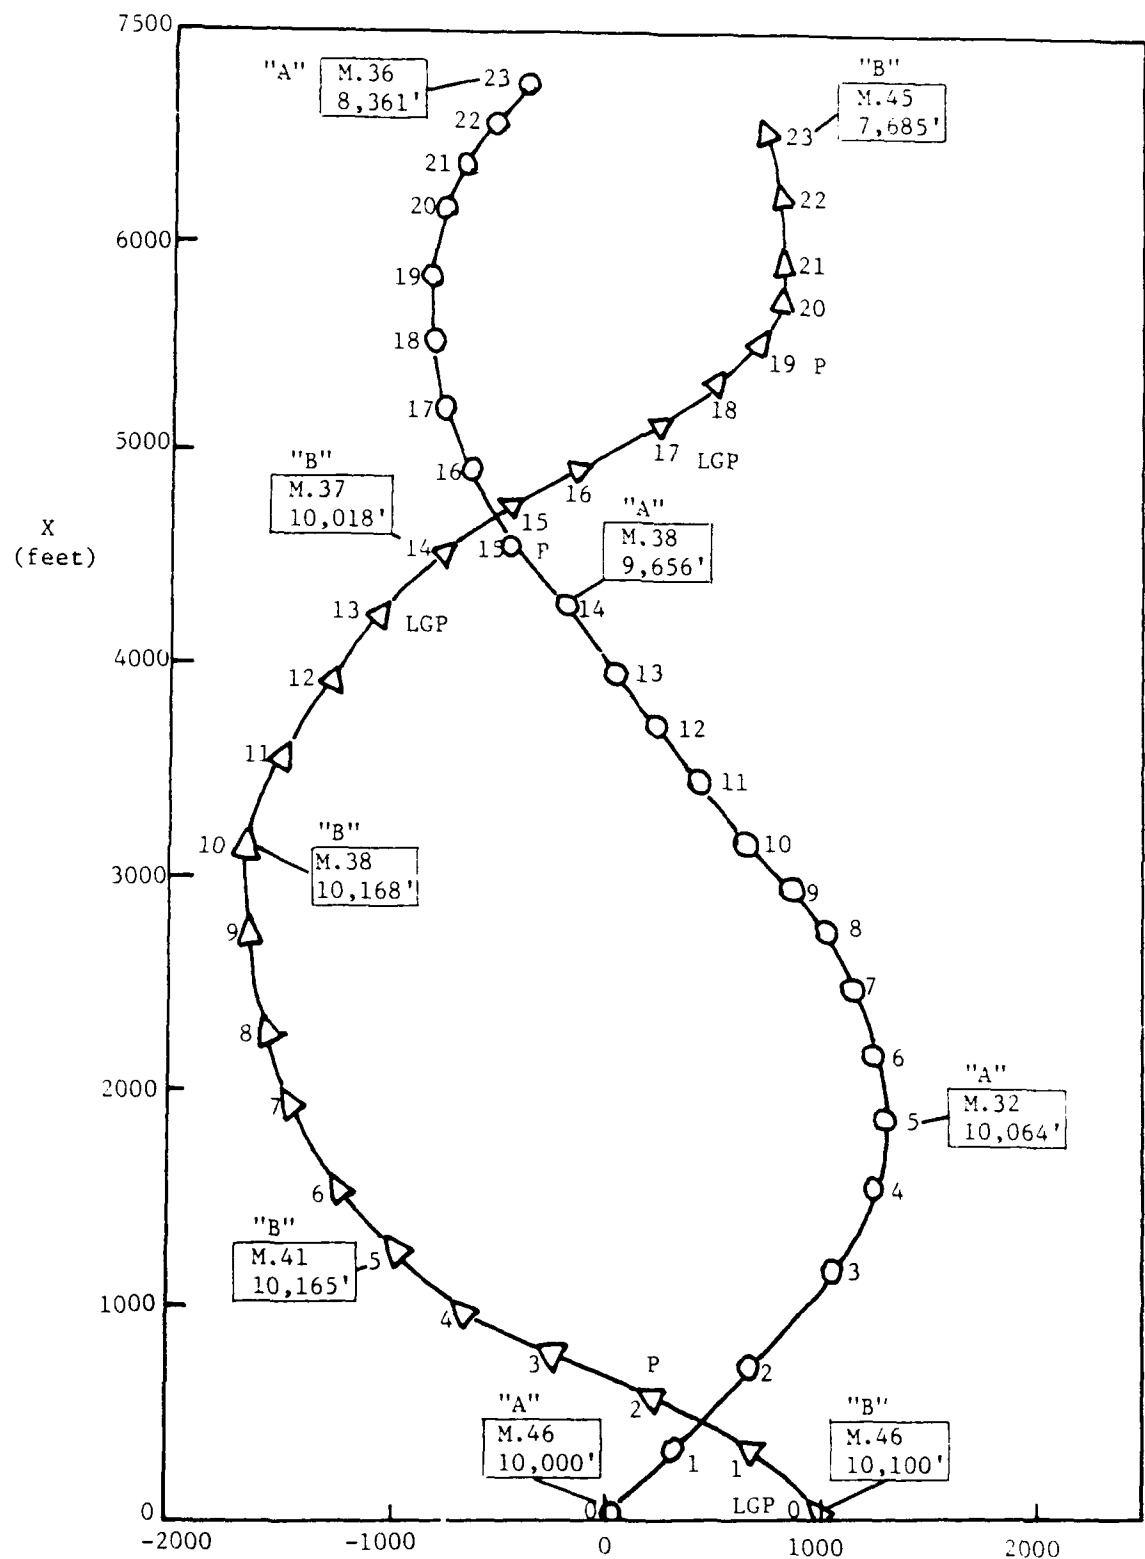 7500
"A"
M.36
8,361'
23
22
21
20
19
18
17
16
"B"
M.45
7,685'
23
22
21
20
19 P
18
17 LGP
16
15
6000
5000
"B"
M.37
10,018'
14
15 P
"A"
M.38
9,656'
14
X
(feet)
13
LGP
12
11
10
13
12
11
10
9
8
7
6
4000
"B"
M.38
10,168'
3000
9
8
7
6
2000
"A"
M.32
10,064'
5
4
3
2
"B"
M.41
10,165'
5
4
3
P
2
1000
"A"
M.46
10,000'
0
1
"B"
M.46
10,100'
1
LGP
0
0
-2000
-1000
0
1000
2000